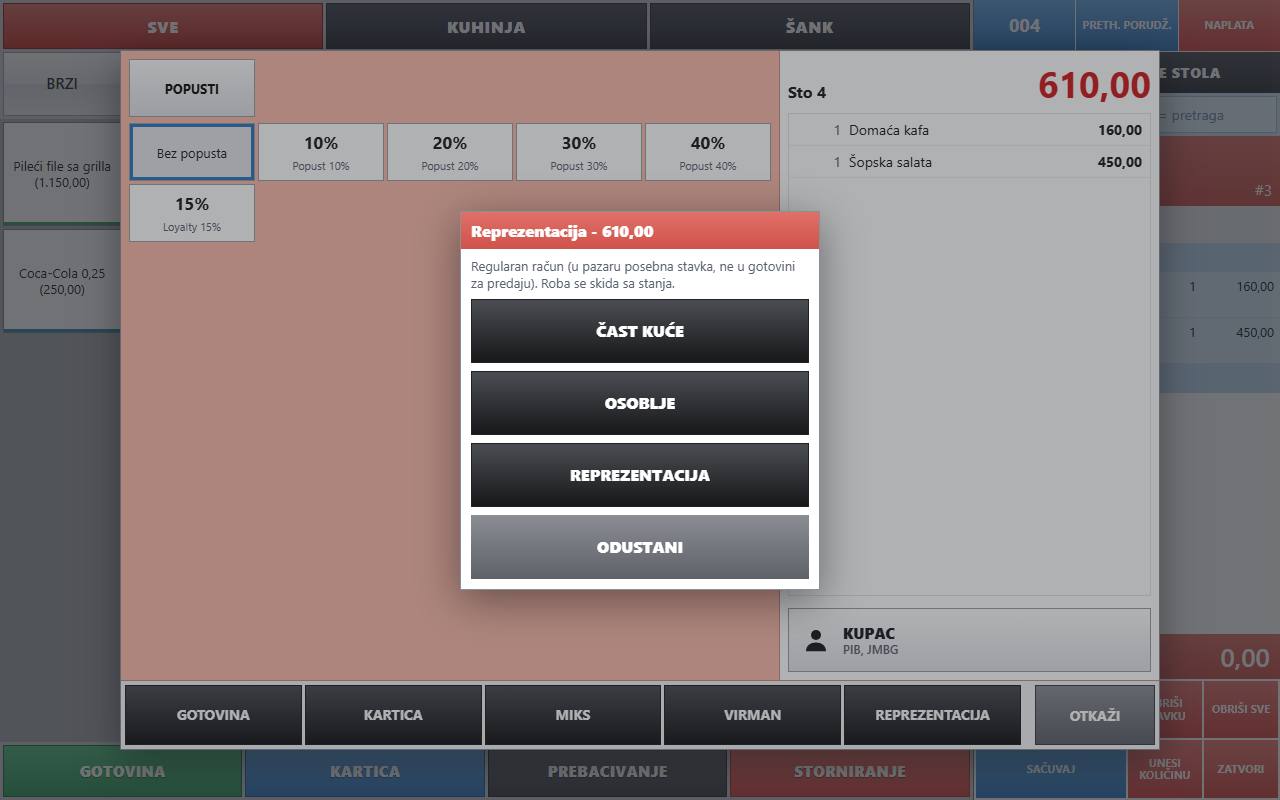 SVE
KUHINJA
ŠANK
004
PRETH. PORUDŽ.
NAPLATA
BRZI
E STOLA
= pretraga
Pileći file sa grilla
(1.150,00)
Coca-Cola 0,25
(250,00)
POPUSTI
Bez popusta
10%
Popust 10%
20%
Popust 20%
30%
Popust 30%
40%
Popust 40%
15%
Loyalty 15%
Sto 4
610,00
1 Domaća kafa 160,00
1 Šopska salata 450,00
#3
1 160,00
1 450,00
Reprezentacija - 610,00
Regularan račun (u pazaru posebna stavka, ne u gotovini
za predaju). Roba se skida sa stanja.
ČAST KUĆE
OSOBLJE
REPREZENTACIJA
ODUSTANI
KUPAC
PIB, JMBG
0,00
GOTOVINA
KARTICA
MIKS
VIRMAN
REPREZENTACIJA
OTKAŽI
OBRIŠI SVE
GOTOVINA
KARTICA
PREBACIVANJE
STORNIRANJE
SAČUVAJ
UNESI
KOLIČINU
ZATVORI